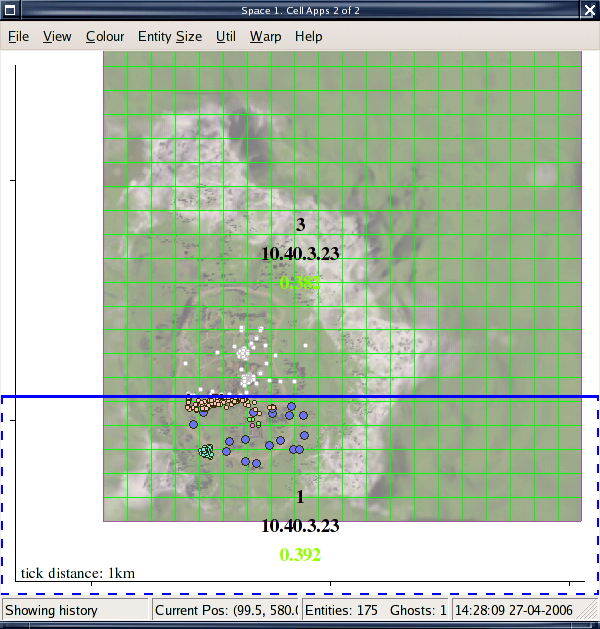 Space 1. Cell Apps 2 of 2
File View Colour Entity Size Util Warp Help
3
10.40.3.23
0.385
1
10.40.3.23
0.392
tick distance: 1km
Showing history Current Pos: (99.5, 580.0 Entities: 175 Ghosts: 1 14:28:09 27-04-2006